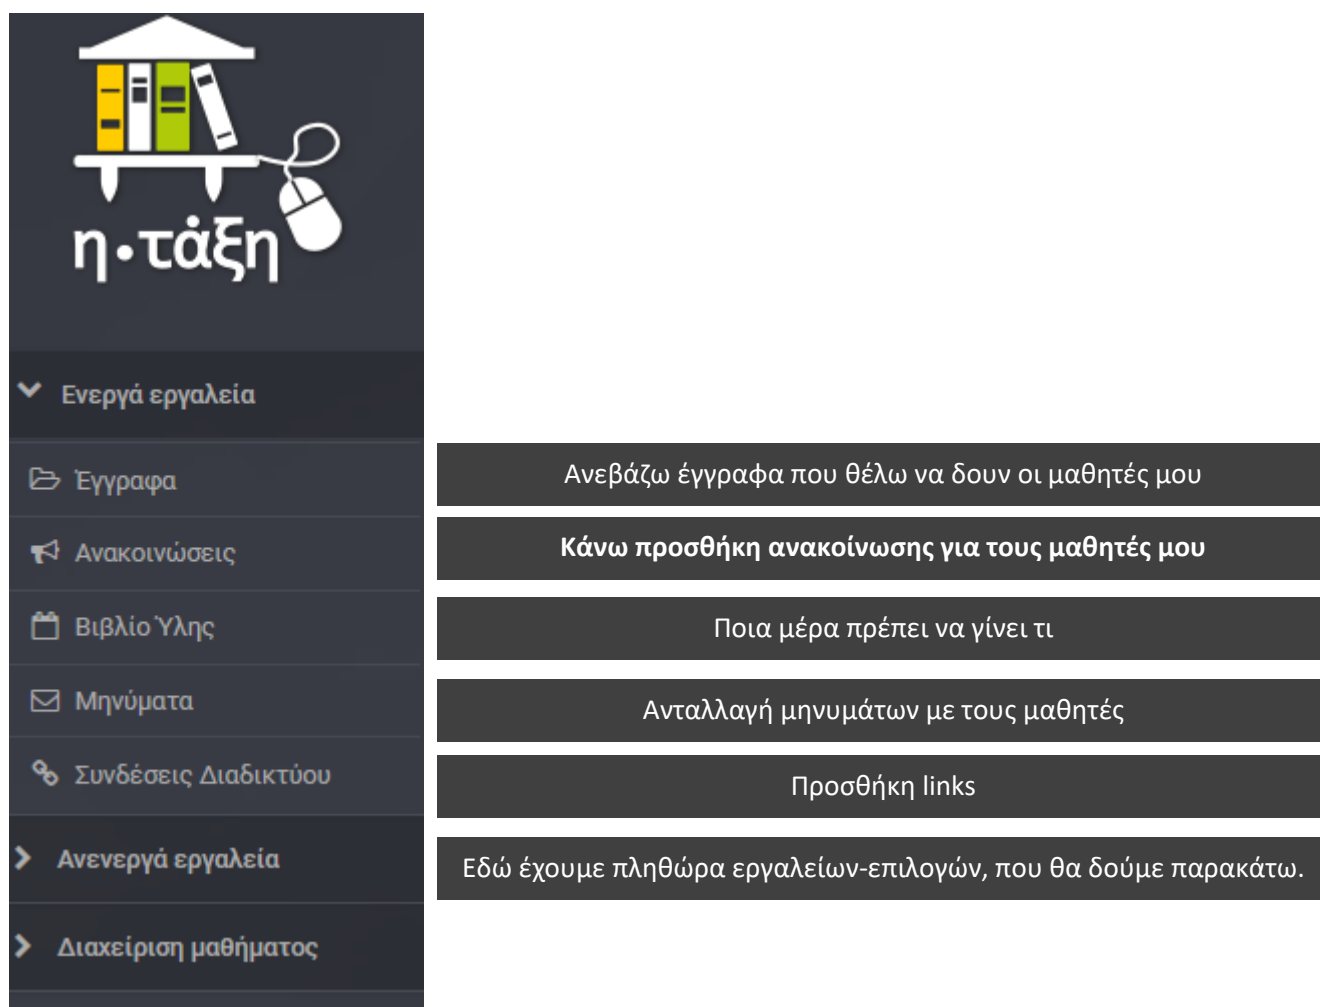 η•τάξη
Ενεργά εργαλεία
Έγγραφα
Ανεβάζω έγγραφα που θέλω να δουν οι μαθητές μου
Ανακοινώσεις
Κάνω προσθήκη ανακοίνωσης για τους μαθητές μου
Βιβλίο Ύλης
Ποια μέρα πρέπει να γίνει τι
Μηνύματα
Ανταλλαγή μηνυμάτων με τους μαθητές
Συνδέσεις Διαδικτύου
Προσθήκη links
Ανενεργά εργαλεία
Εδώ έχουμε πληθώρα εργαλείων-επιλογών, που θα δούμε παρακάτω.
Διαχείριση μαθήματος